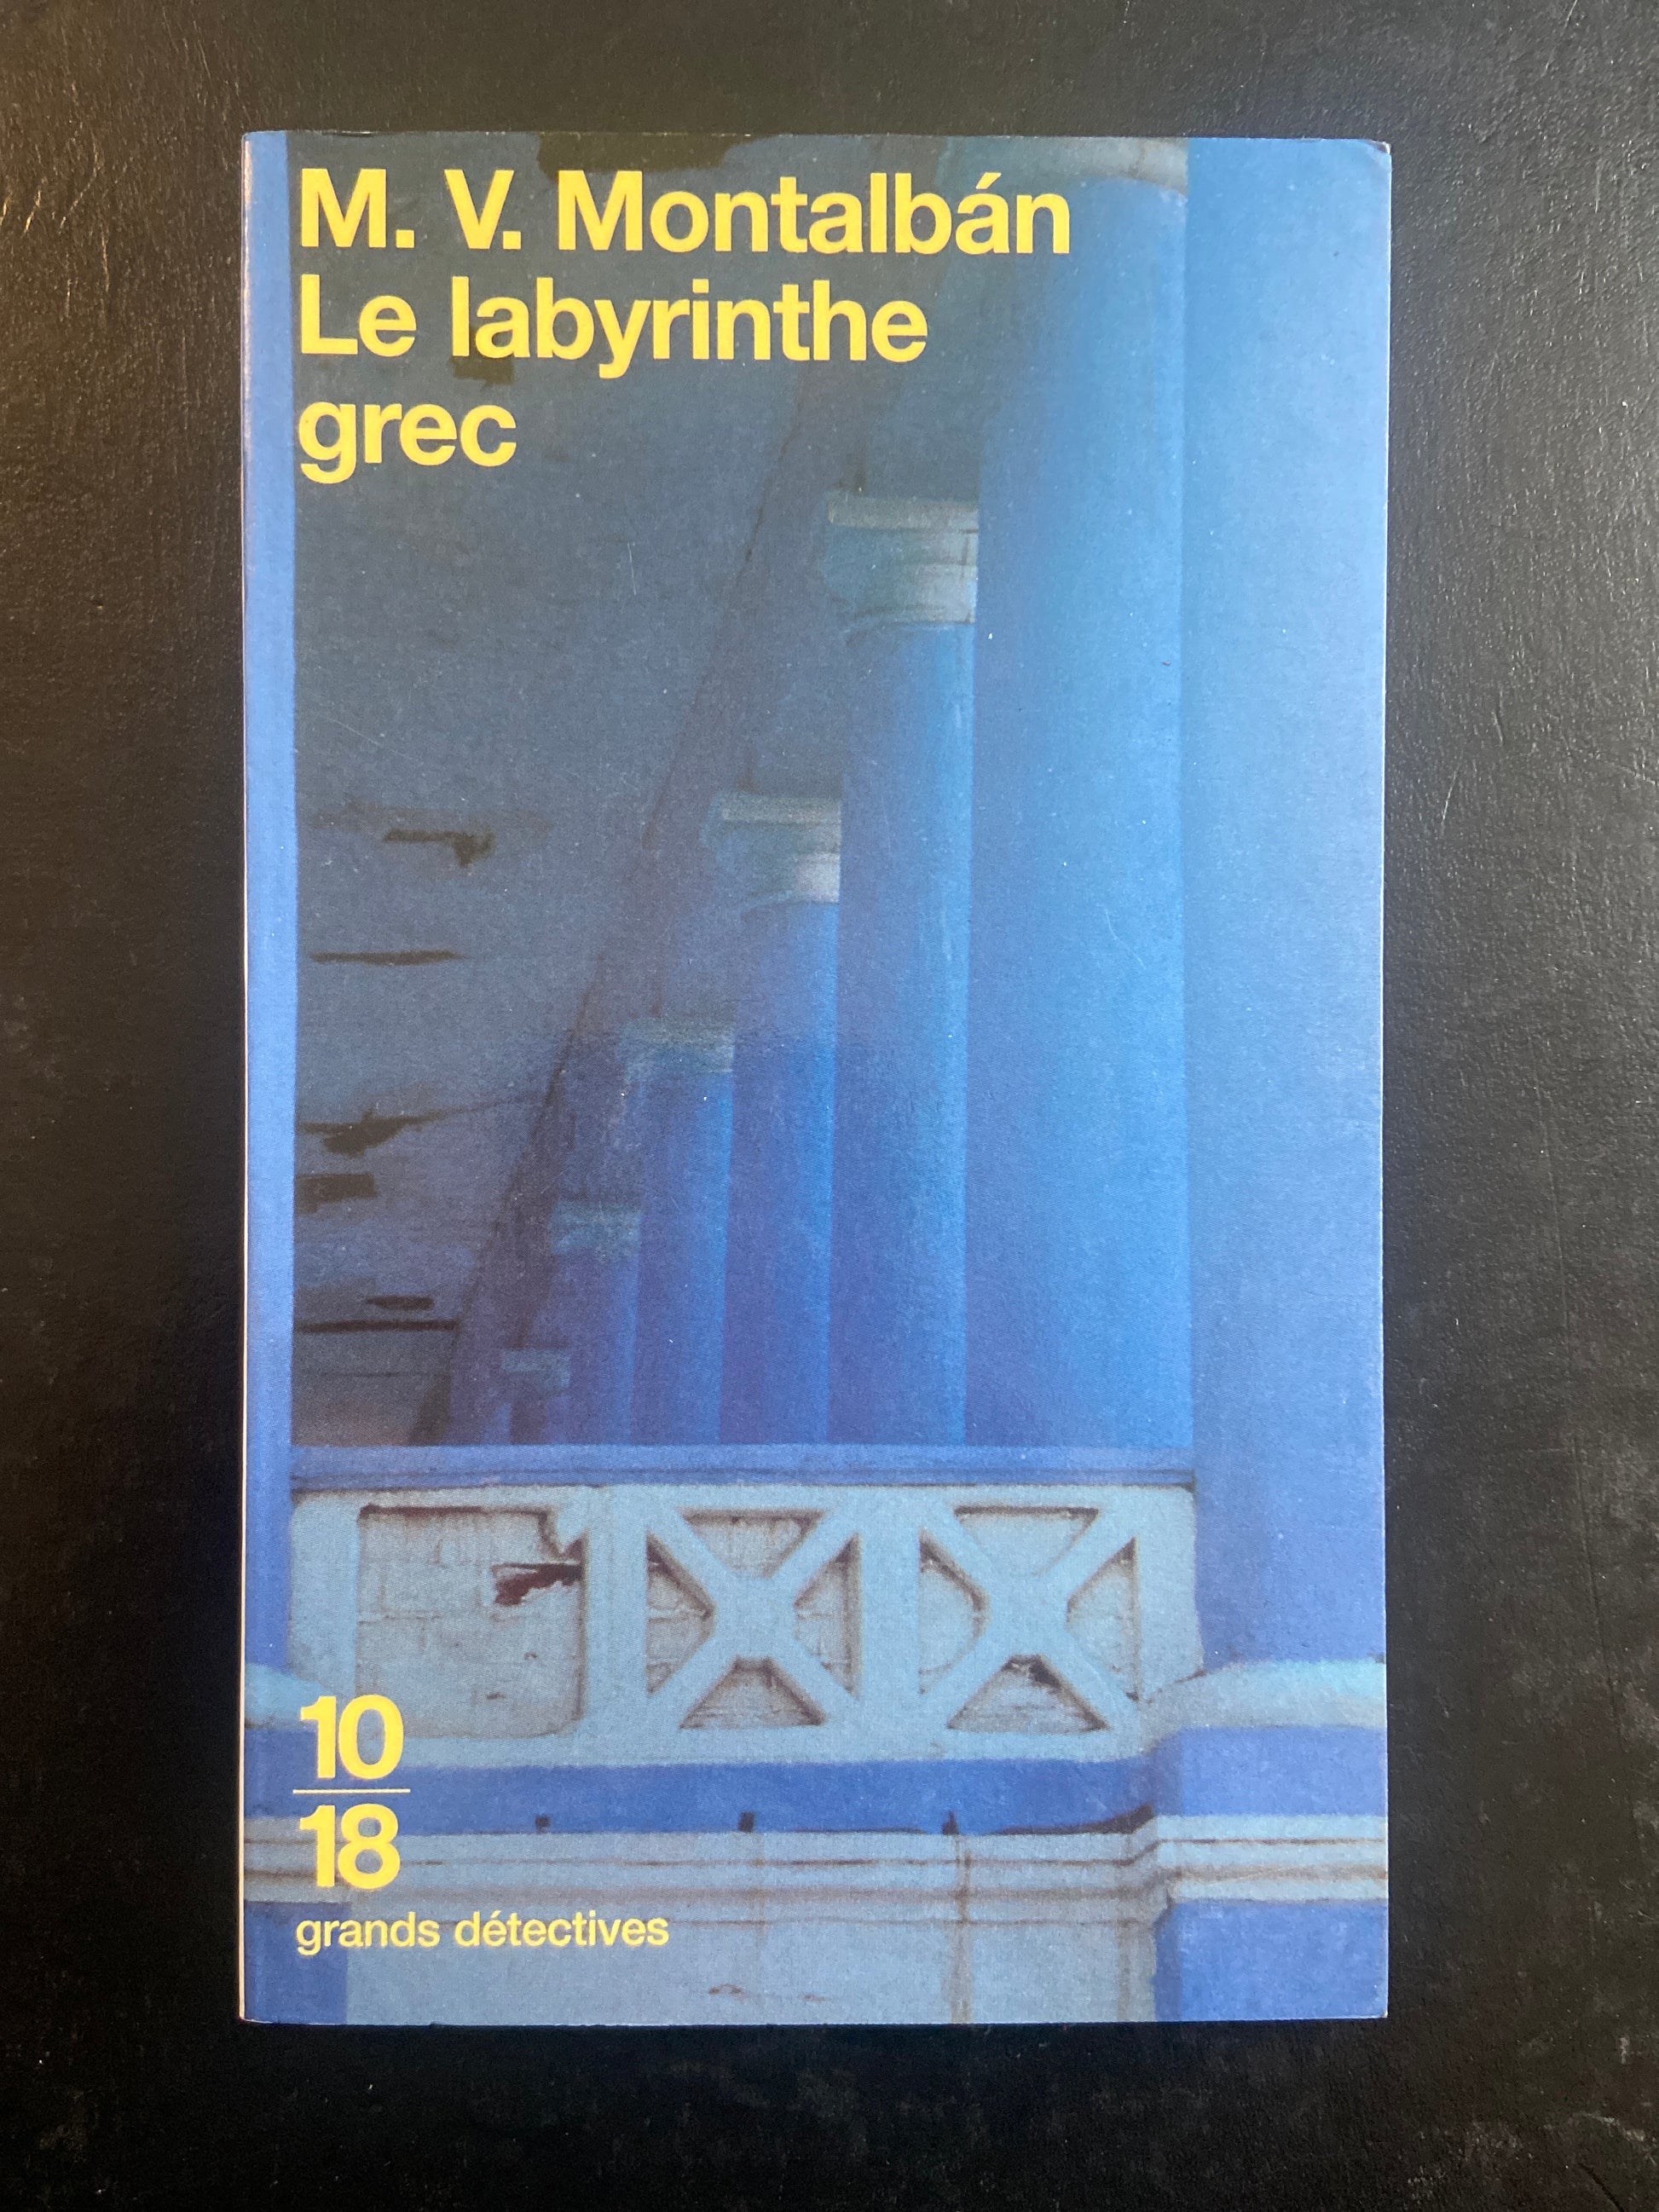 M. V. Montalbán
Le labyrinthe
grec
10
18
grands détectives